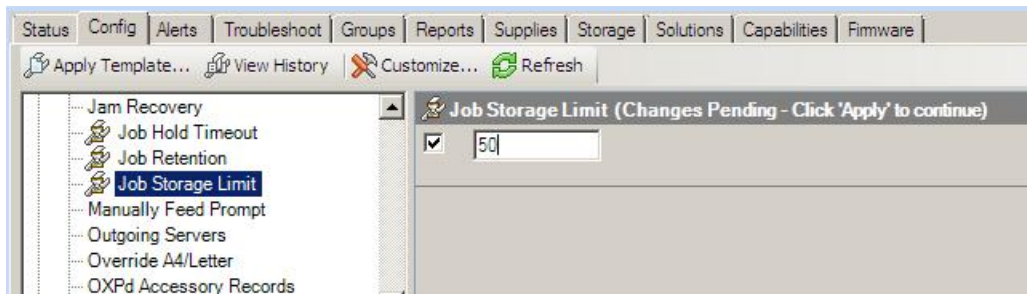 Status Config Alerts Troubleshoot Groups Reports Supplies Storage Solutions Capabilities Firmware
Apply Template... View History Customize... Refresh
Jam Recovery
Job Hold Timeout
Job Retention
Job Storage Limit
Manually Feed Prompt
Outgoing Servers
Override A4/Letter
OXPd Accessory Records
Job Storage Limit (Changes Pending - Click 'Apply' to continue)
50